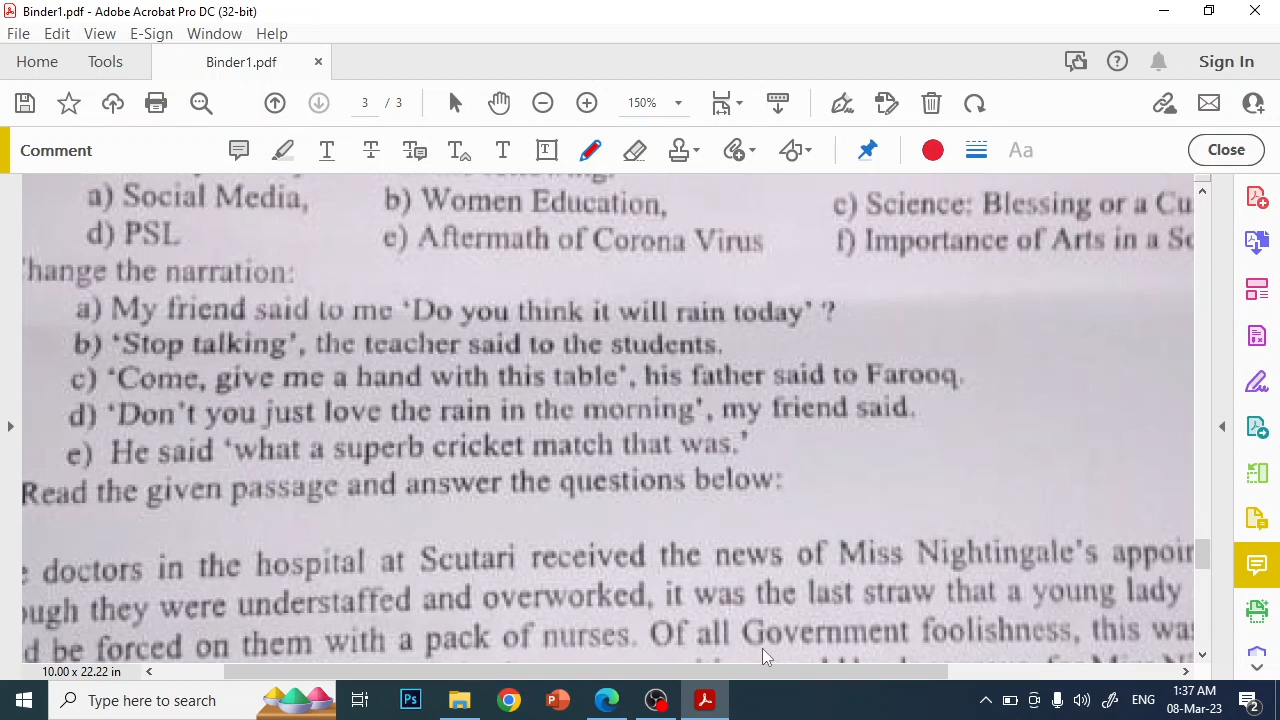 Binder1.pdf - Adobe Acrobat Pro DC (32-bit)
File Edit View E-Sign Window Help
Home Tools Binder1.pdf × Sign In
3 / 3 150%
Comment Close
a) Social Media, b) Women Education, c) Science: Blessing or a Cu
d) PSL e) Aftermath of Corona Virus f) Importance of Arts in a Sc
hange the narration:
a) My friend said to me 'Do you think it will rain today' ?
b) 'Stop talking', the teacher said to the students.
c) 'Come, give me a hand with this table', his father said to Farooq.
d) 'Don't you just love the rain in the morning', my friend said.
e) He said 'what a superb cricket match that was.'
Read the given passage and answer the questions below:
e doctors in the hospital at Scutari received the news of Miss Nightingale's appoin
ough they were understaffed and overworked, it was the last straw that a young lady
d be forced on them with a pack of nurses. Of all Government foolishness, this was
10.00 x 22.22 in
Type here to search
ENG
1:37 AM
08-Mar-23
2